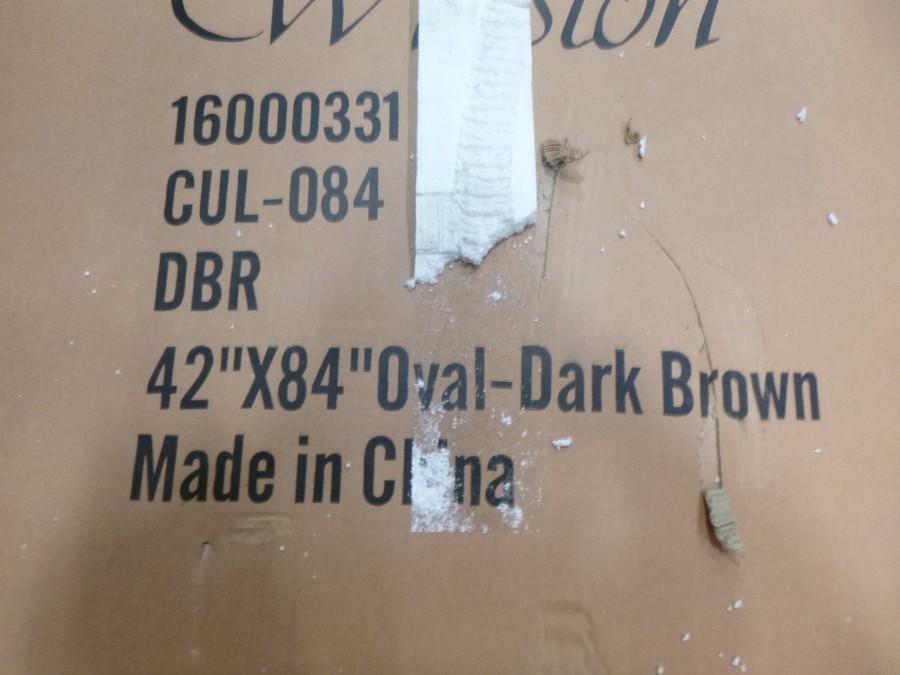 16000331
CUL-084
DBR
42"X84"Oval-Dark Brown
Made in China